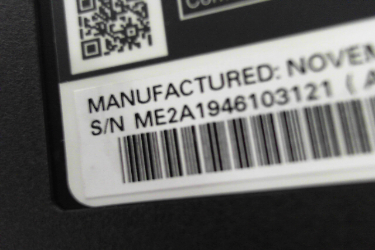 MANUFACTURED: NOVEM
S/N ME2A1946103121 ( A